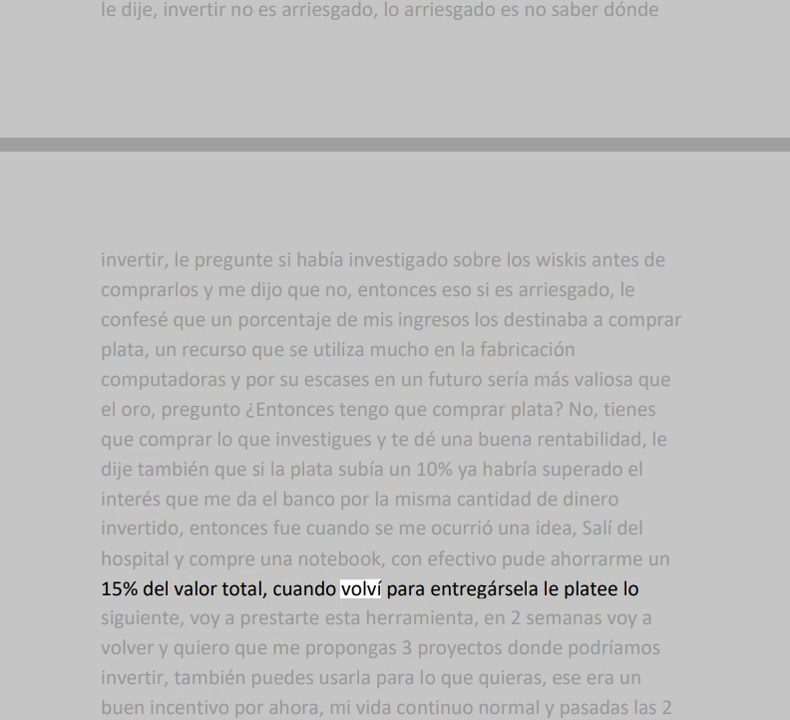 le dije, invertir no es arriesgado, lo arriesgado es no saber dónde
invertir, le pregunte si había investigado sobre los wiskis antes de
comprarlos y me dijo que no, entonces eso si es arriesgado, le
confesé que un porcentaje de mis ingresos los destinaba a comprar
plata, un recurso que se utiliza mucho en la fabricación
computadoras y por su escases en un futuro sería más valiosa que
el oro, pregunto ¿Entonces tengo que comprar plata? No, tienes
que comprar lo que investigues y te dé una buena rentabilidad, le
dije también que si la plata subía un 10% ya habría superado el
interés que me da el banco por la misma cantidad de dinero
invertido, entonces fue cuando se me ocurrió una idea, Salí del
hospital y compre una notebook, con efectivo pude ahorrarme un
15% del valor total, cuando volví para entregársela le platee lo
siguiente, voy a prestarte esta herramienta, en 2 semanas voy a
volver y quiero que me propongas 3 proyectos donde podríamos
invertir, también puedes usarla para lo que quieras, ese era un
buen incentivo por ahora, mi vida continuo normal y pasadas las 2